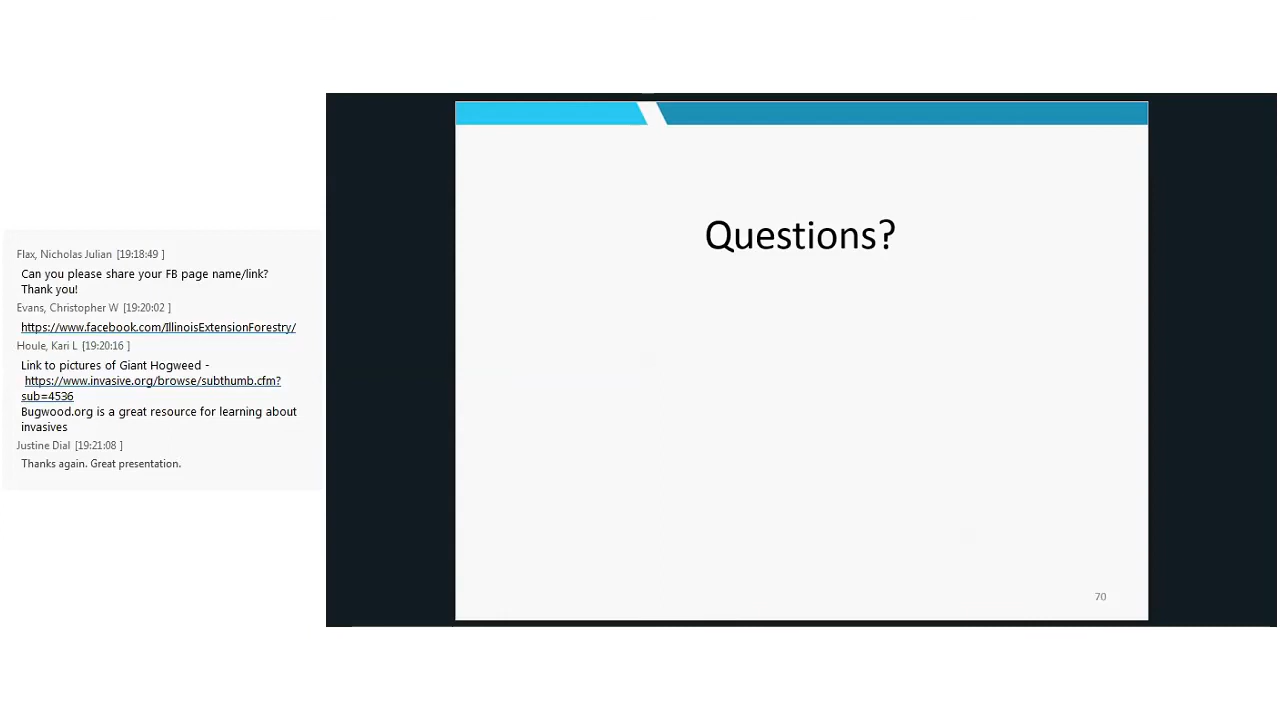 Flax, Nicholas Julian [19:18:49 ]
Can you please share your FB page name/link?
Thank you!
Evans, Christopher W [19:20:02 ]
https://www.facebook.com/IllinoisExtensionForestry/
Houle, Kari L [19:20:16 ]
Link to pictures of Giant Hogweed -
https://www.invasive.org/browse/subthumb.cfm?
sub=4536
Bugwood.org is a great resource for learning about
invasives
Justine Dial [19:21:08 ]
Thanks again. Great presentation.
Questions?
70